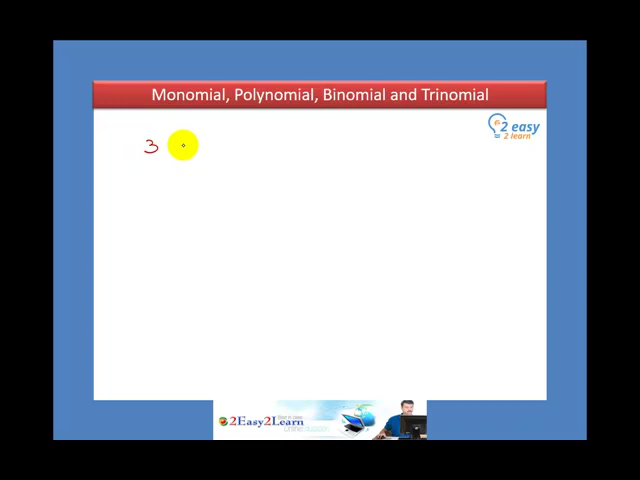 Monomial, Polynomial, Binomial and Trinomial
2 easy
2 learn
3
2Easy2Learn